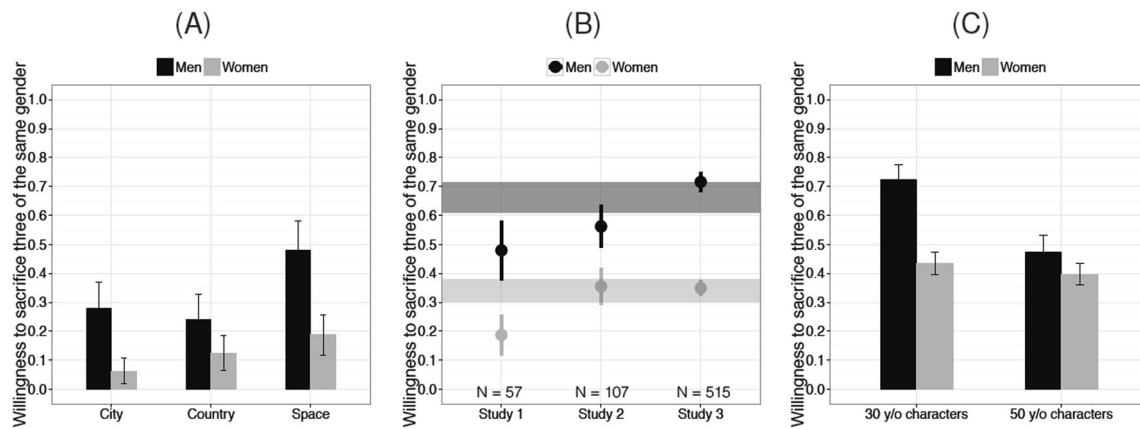 (A)
Men Women
Willingness to sacrifice three of the same gender
1.0
0.9
0.8
0.7
0.6
0.5
0.4
0.3
0.2
0.1
0.0
City Country Space
(B)
Men Women
Willingness to sacrifice three of the same gender
1.0
0.9
0.8
0.7
0.6
0.5
0.4
0.3
0.2
0.1
0.0
N = 57 N = 107 N = 515
Study 1 Study 2 Study 3
(C)
Men Women
Willingness to sacrifice three of the same gender
1.0
0.9
0.8
0.7
0.6
0.5
0.4
0.3
0.2
0.1
0.0
30 y/o characters 50 y/o characters